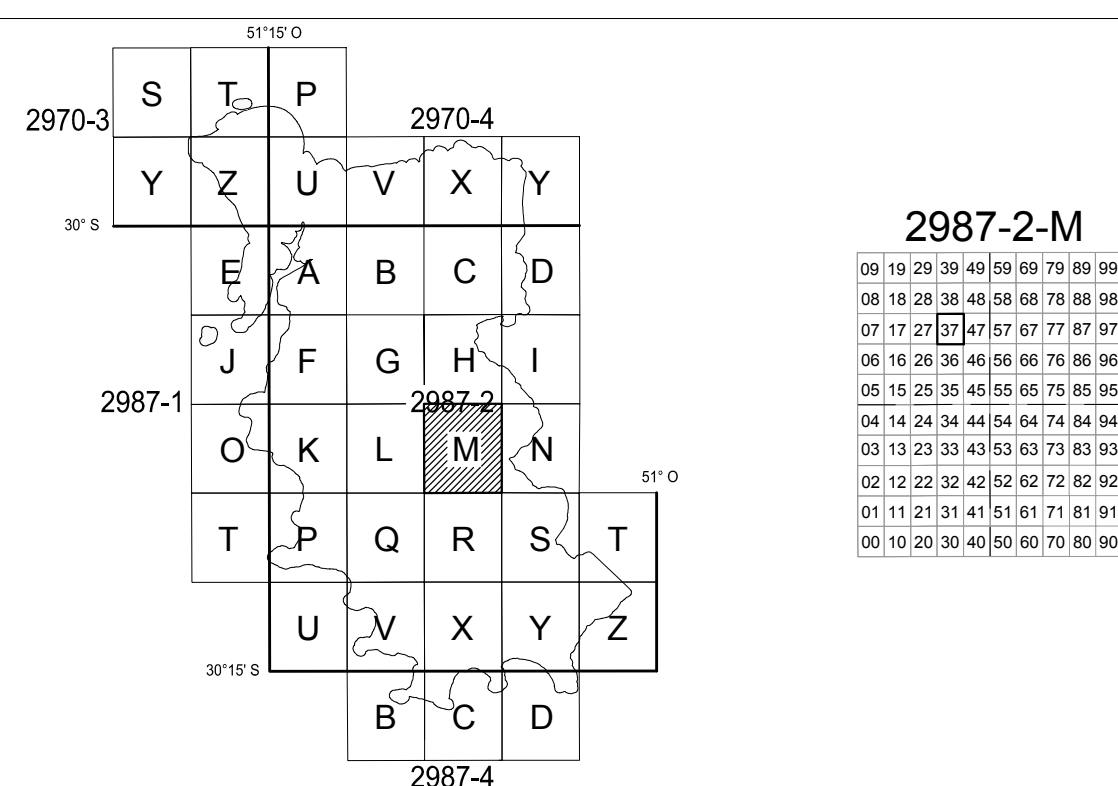 51°15' O
S T P
2970-3 2970-4
Y Z U V X Y
30° S
E A B C D
J F G H I
2987-1 2987-2
O K L M N
51° O
T P Q R S T
U V X Y Z
30°15' S
B C D
2987-4
2987-2-M
09 19 29 39 49 59 69 79 89 99
08 18 28 38 48 58 68 78 88 98
07 17 27 37 47 57 67 77 87 97
06 16 26 36 46 56 66 76 86 96
05 15 25 35 45 55 65 75 85 95
04 14 24 34 44 54 64 74 84 94
03 13 23 33 43 53 63 73 83 93
02 12 22 32 42 52 62 72 82 92
01 11 21 31 41 51 61 71 81 91
00 10 20 30 40 50 60 70 80 90